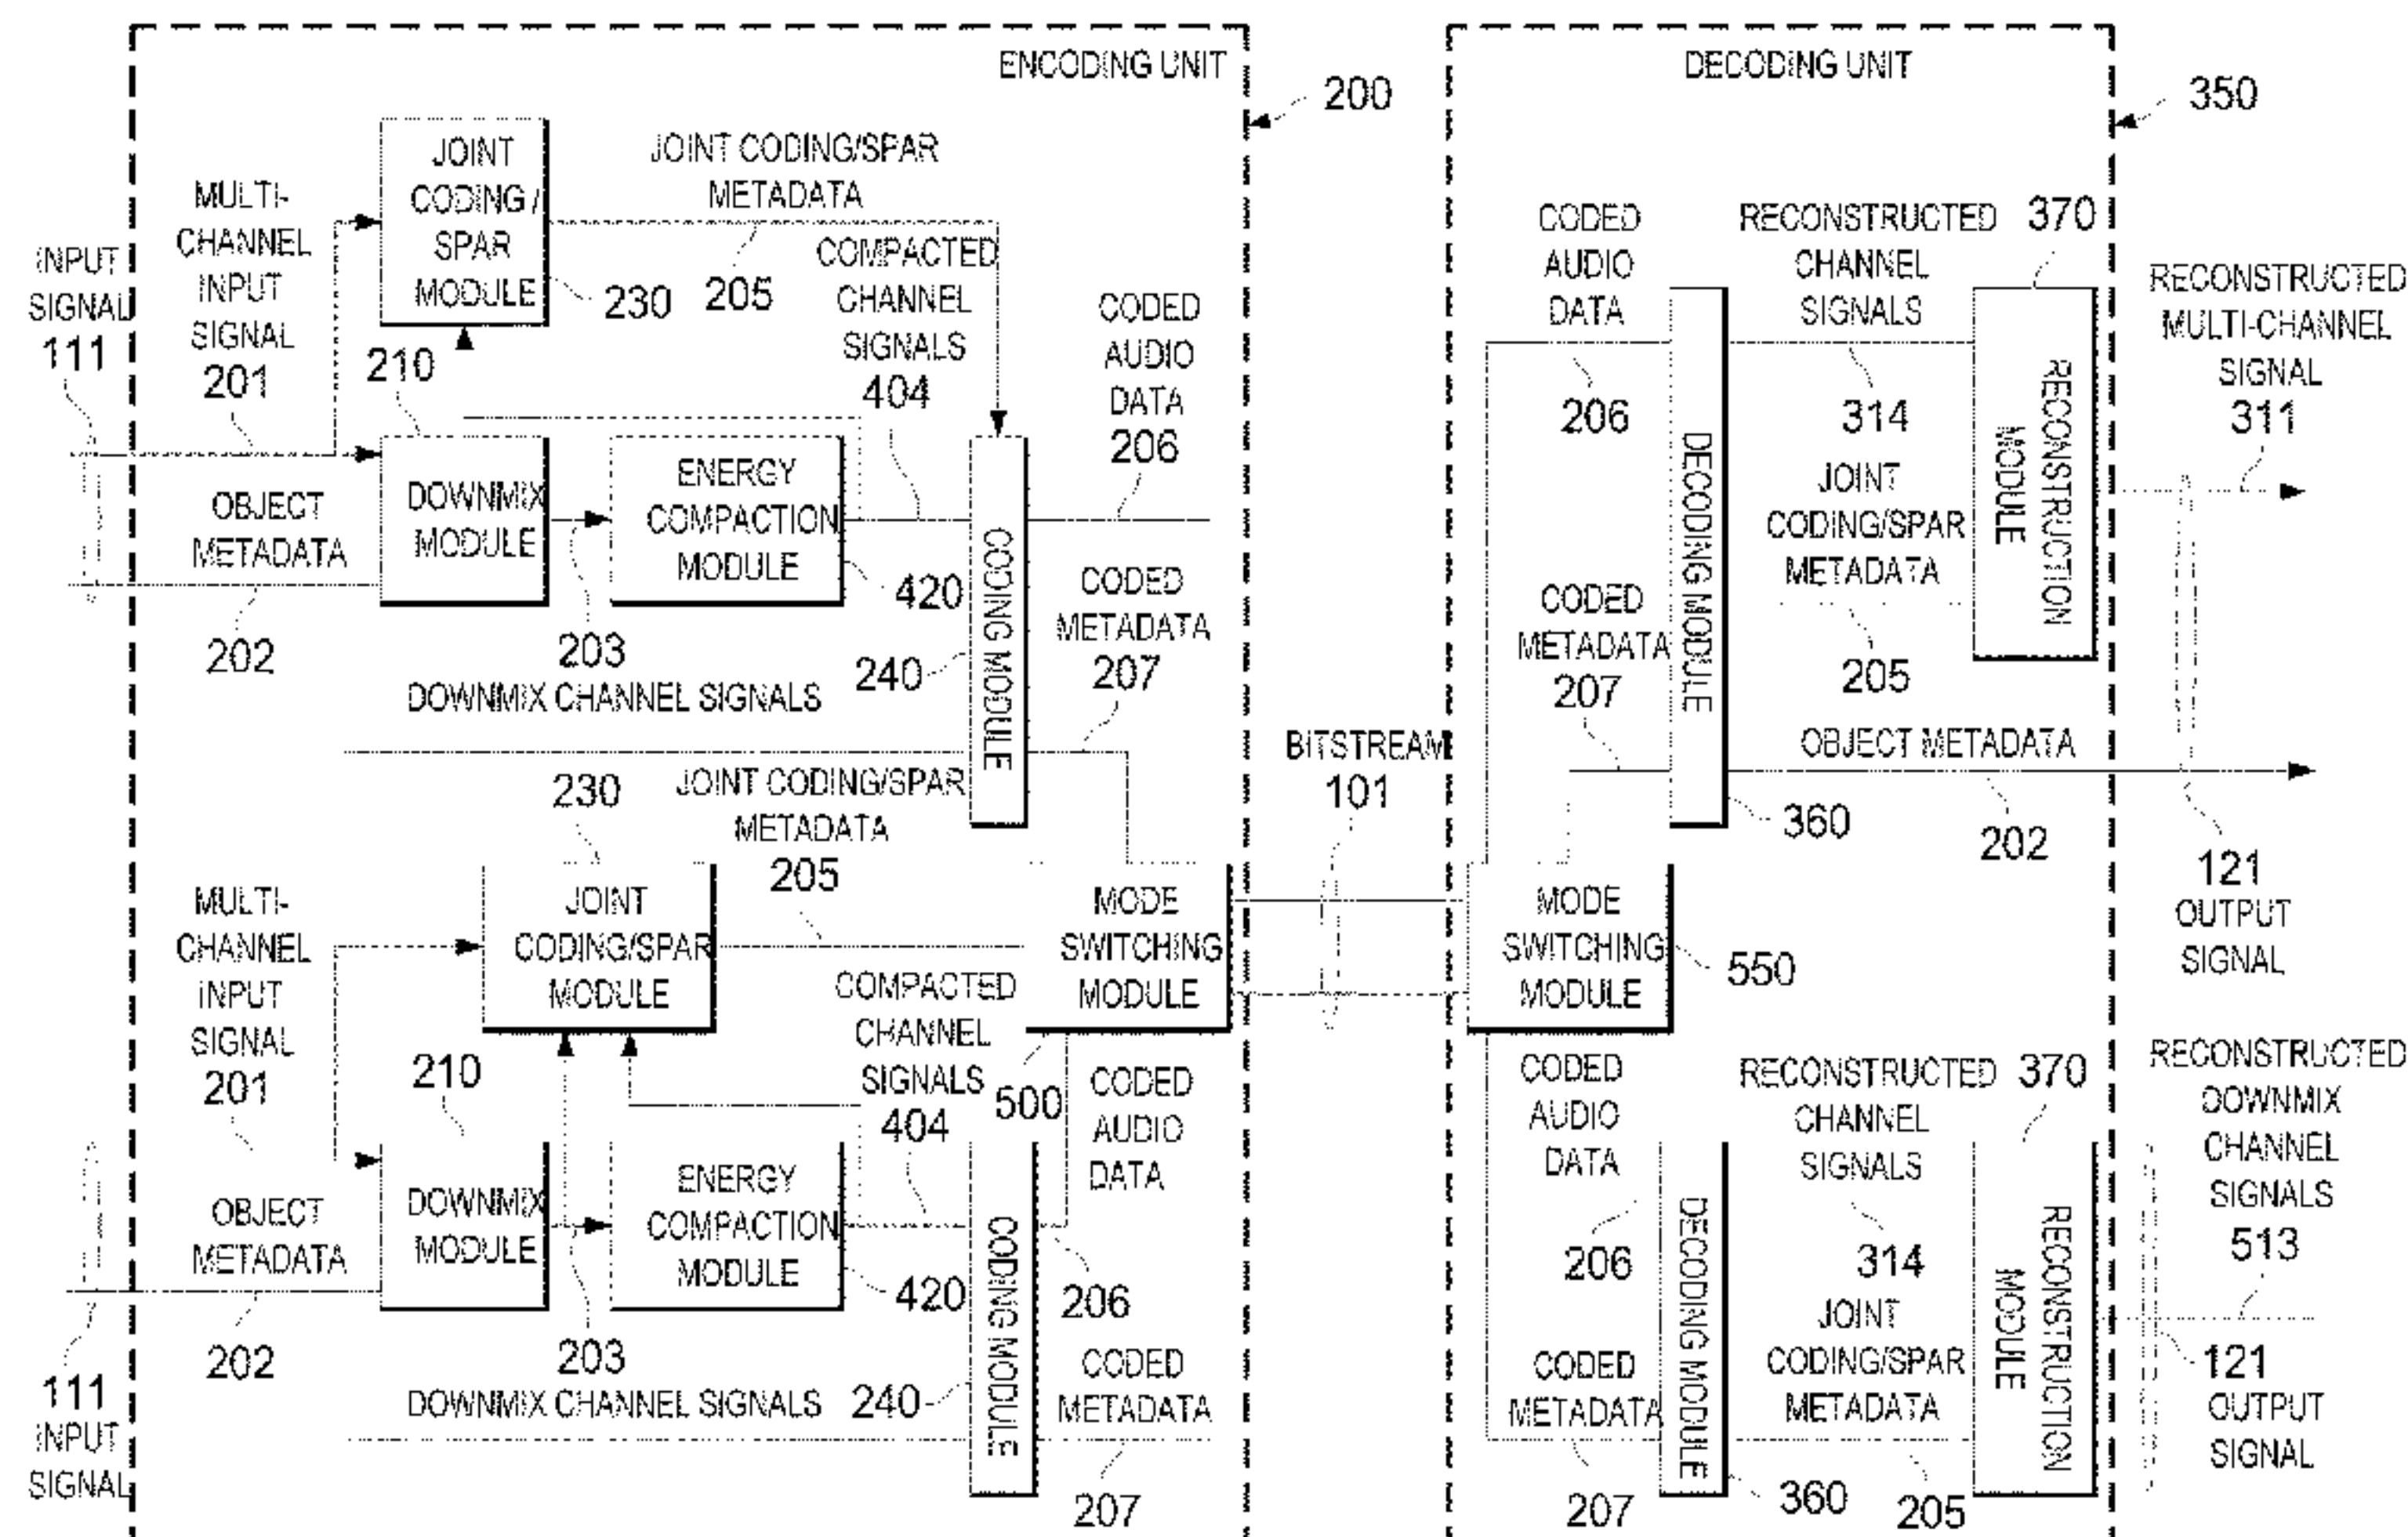 ENCODING UNIT
200
DECODING UNIT
350
INPUT
SIGNAL
111
MULTI-
CHANNEL
INPUT
SIGNAL
201
JOINT
CODING /
SPAR
MODULE
230
JOINT CODING/SPAR
METADATA
205
COMPACTED
CHANNEL
SIGNALS
404
CODED
AUDIO
DATA
206
210
DOWNMIX
MODULE
ENERGY
COMPACTION
MODULE
420
OBJECT
METADATA
202
203
DOWNMIX CHANNEL SIGNALS
240
CODING MODULE
CODED
METADATA
207
BITSTREAM
101
230
JOINT CODING/SPAR
METADATA
205
MULTI-
CHANNEL
INPUT
SIGNAL
201
JOINT
CODING/SPAR
MODULE
MODE
SWITCHING
MODULE
500
COMPACTED
CHANNEL
SIGNALS
404
CODED
AUDIO
DATA
206
210
DOWNMIX
MODULE
ENERGY
COMPACTION
MODULE
420
OBJECT
METADATA
202
111
INPUT
SIGNAL
203
DOWNMIX CHANNEL SIGNALS
240
CODING MODULE
CODED
METADATA
207
CODED
AUDIO
DATA
206
RECONSTRUCTED
CHANNEL
SIGNALS
314
370
RECONSTRUCTED
MULTI-CHANNEL
SIGNAL
311
DECODING MODULE
RECONSTRUCTION
MODULE
JOINT
CODING/SPAR
METADATA
205
CODED
METADATA
207
OBJECT METADATA
202
360
121
OUTPUT
SIGNAL
MODE
SWITCHING
MODULE
550
CODED
AUDIO
DATA
206
RECONSTRUCTED
CHANNEL
SIGNALS
314
370
RECONSTRUCTED
DOWNMIX
CHANNEL
SIGNALS
513
DECODING MODULE
RECONSTRUCTION
MODULE
JOINT
CODING/SPAR
METADATA
205
CODED
METADATA
207
360
121
OUTPUT
SIGNAL